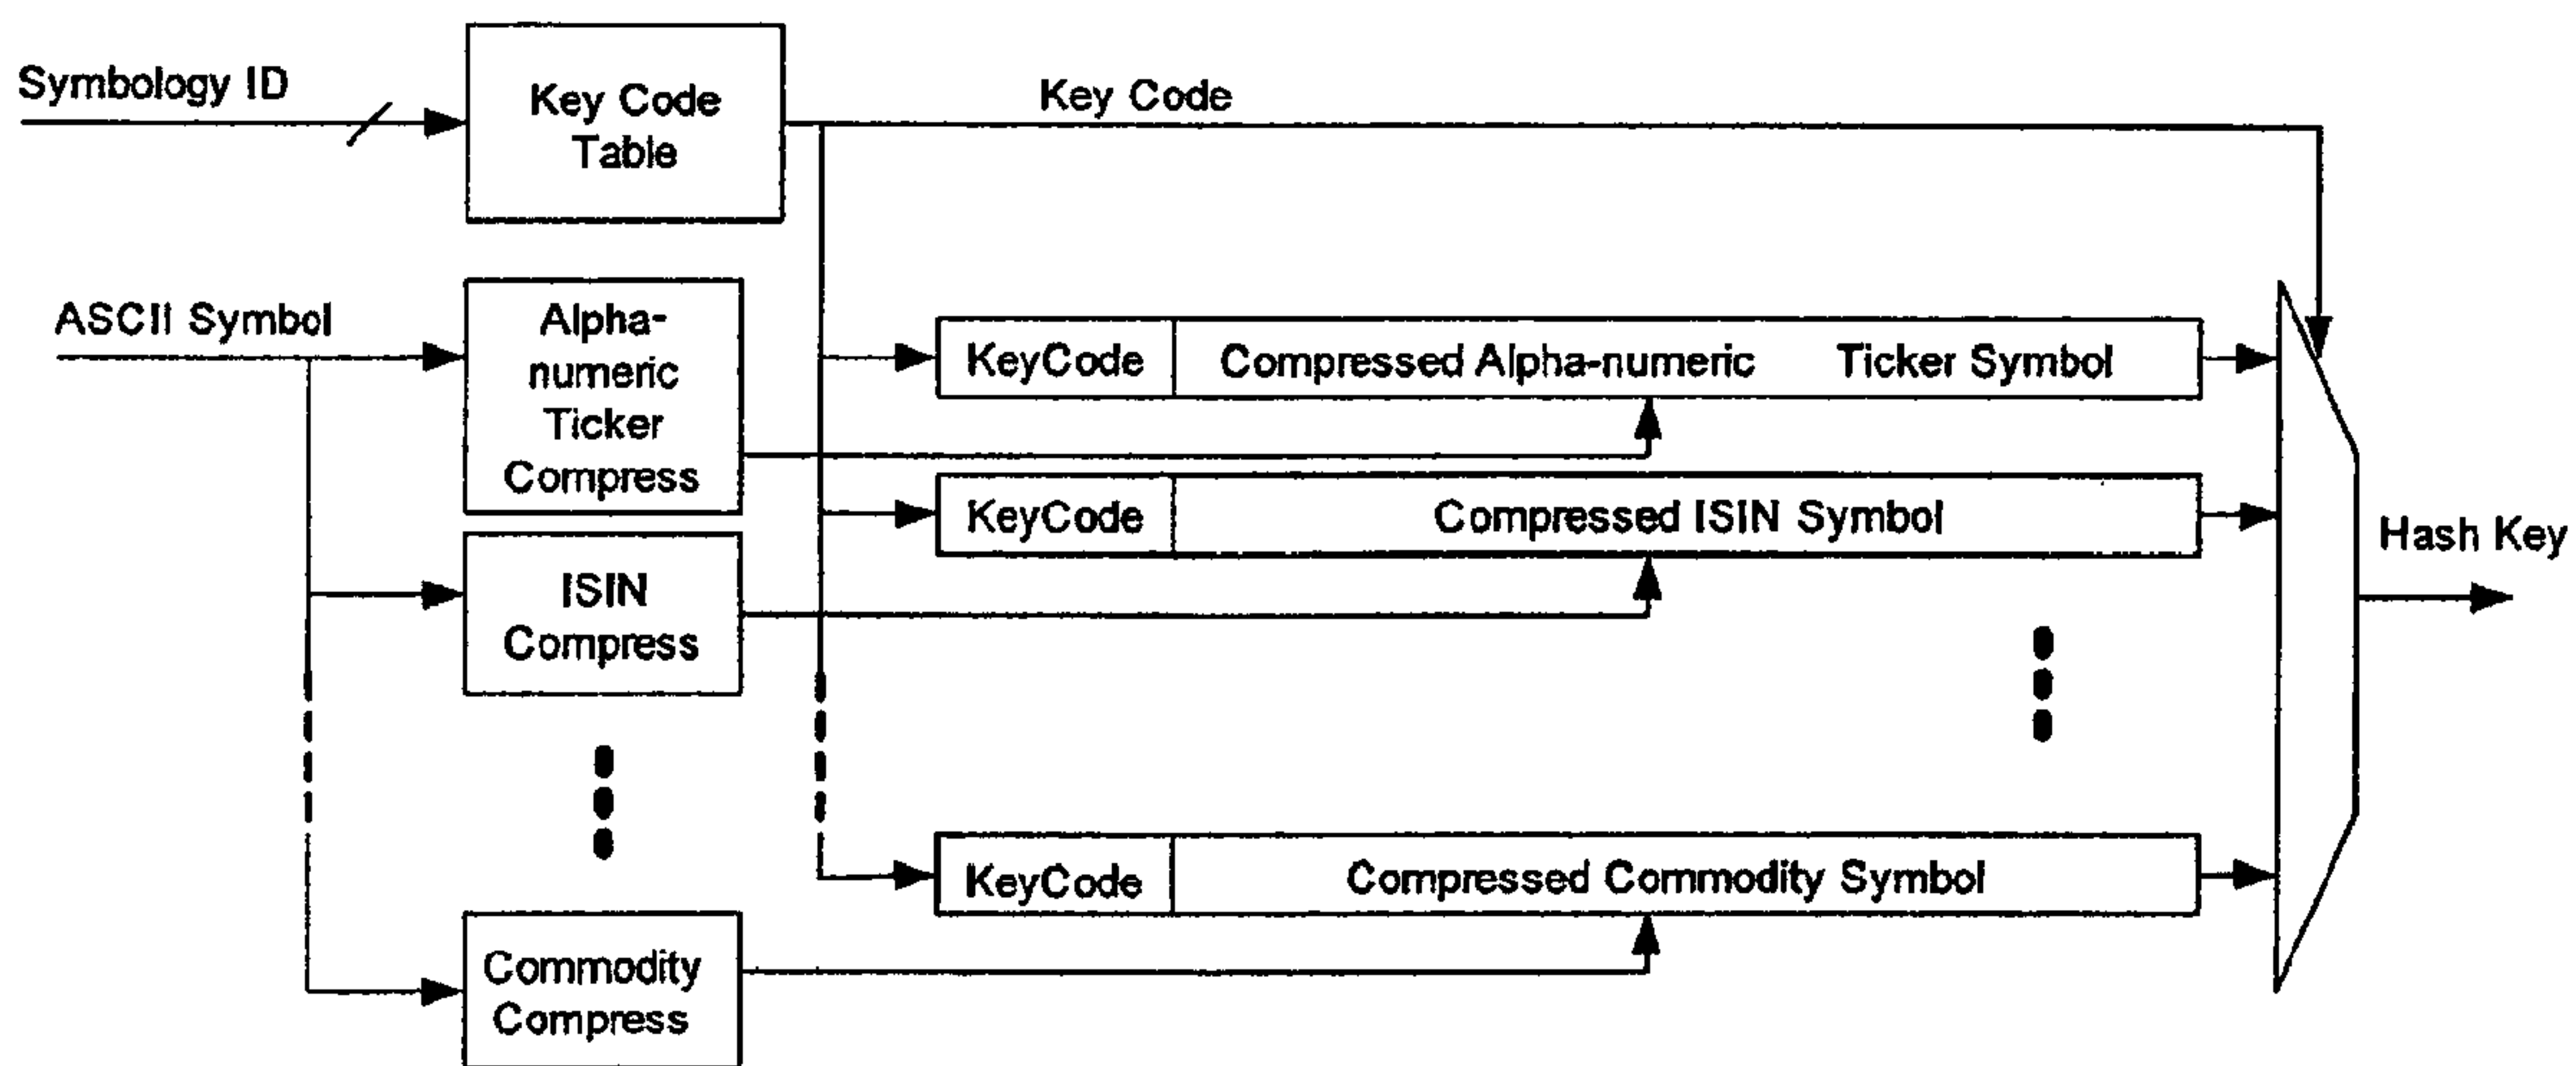 Symbology ID
Key Code
Table
Key Code
ASCII Symbol
Alpha-
numeric
Ticker
Compress
KeyCode
Compressed Alpha-numeric Ticker Symbol
KeyCode
Compressed ISIN Symbol
Hash Key
ISIN
Compress
KeyCode
Compressed Commodity Symbol
Commodity
Compress